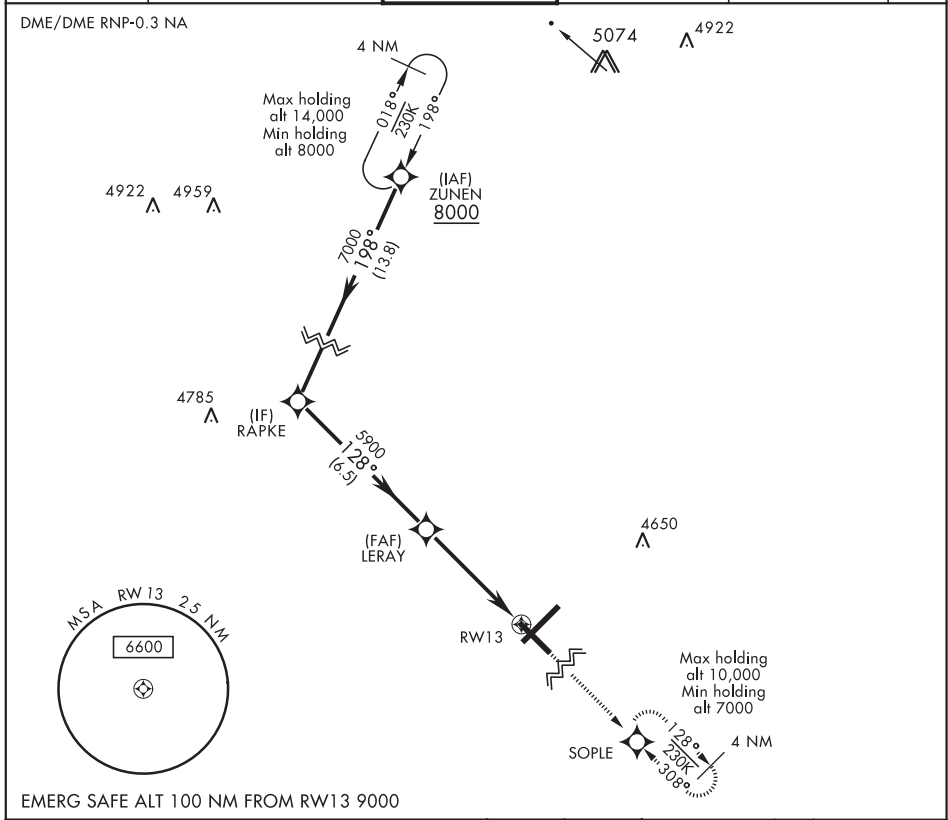 DME/DME RNP-0.3 NA
5074
4922
4 NM
Max holding
alt 14,000
Min holding
alt 8000
018°
230K
198°
(IAF)
ZUNEN
8000
4922
4959
7000
198°
(13.8)
4785
(IF)
RAPKE
5900
128°
(6.5)
(FAF)
LERAY
4650
RW13
MSA RW 13 25 NM
6600
Max holding
alt 10,000
Min holding
alt 7000
128°
230K
308°
4 NM
SOPLE
EMERG SAFE ALT 100 NM FROM RW13 9000